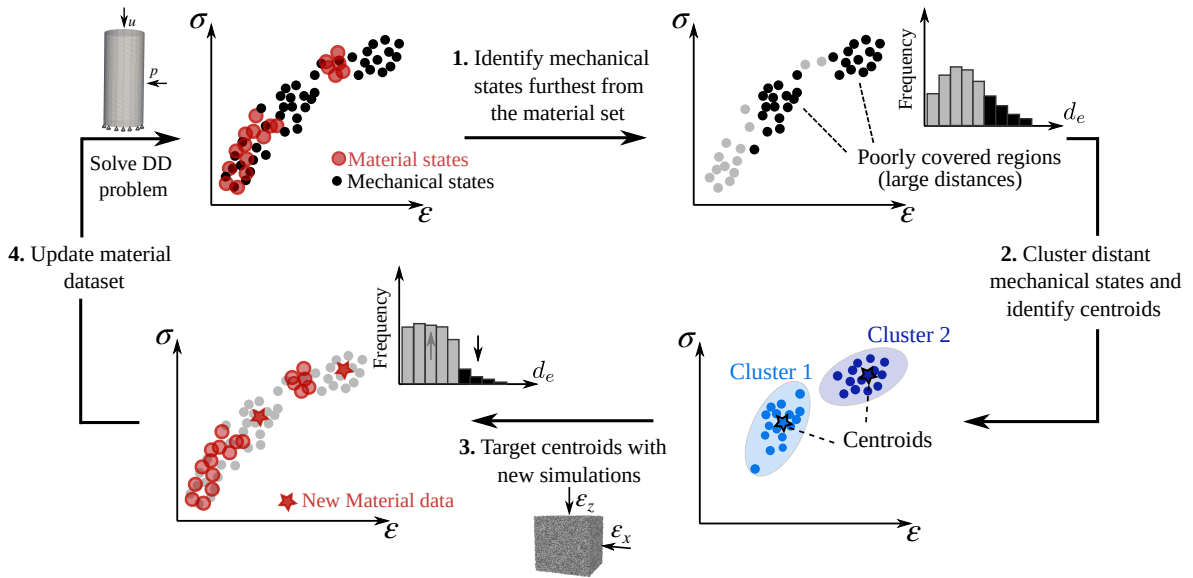 u
p
Solve DD
problem
σ
ε
Material states
Mechanical states
1. Identify mechanical
states furthest from
the material set
σ
ε
Poorly covered regions
(large distances)
Frequency
d_e
2. Cluster distant
mechanical states and
identify centroids
σ
ε
Cluster 1
Cluster 2
Centroids
3. Target centroids with
new simulations
ε_z
ε_x
σ
ε
New Material data
Frequency
d_e
4. Update material
dataset